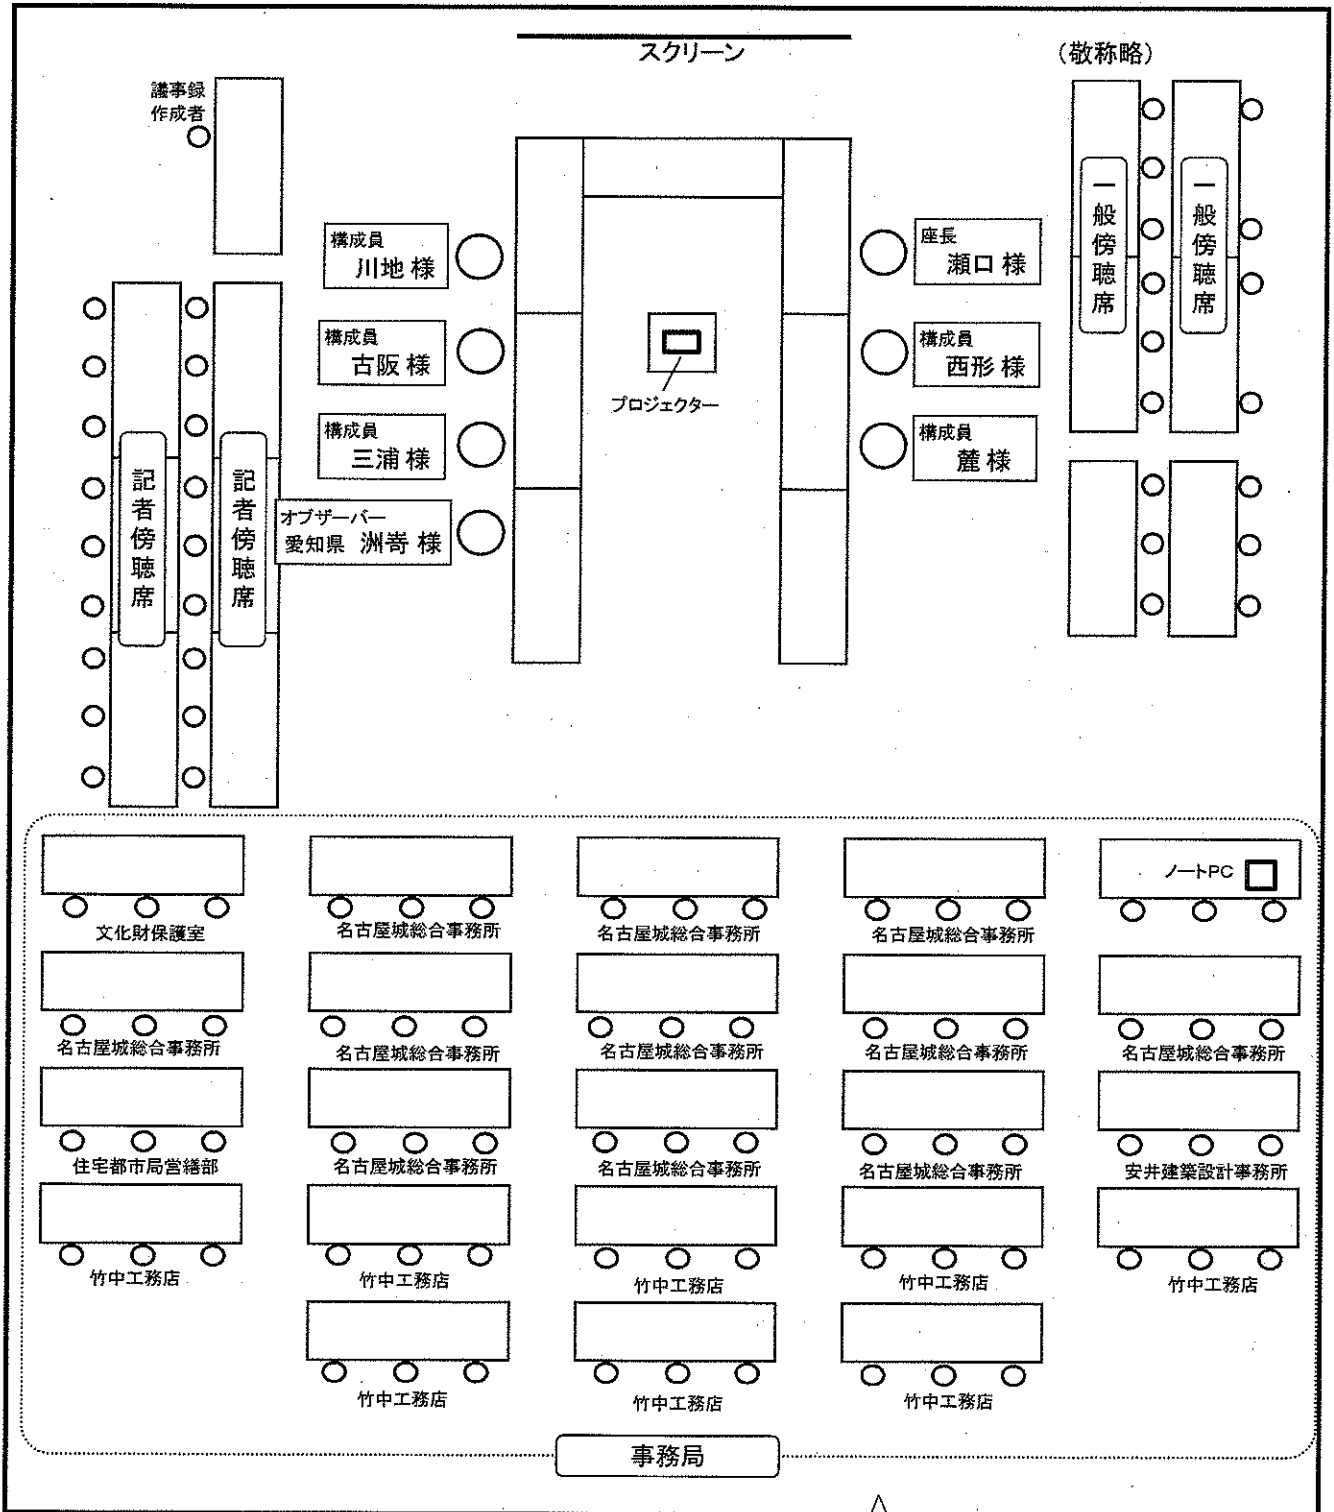 スクリーン
(敬称略)
議事録
作成者
一般傍聴席
一般傍聴席
構成員
川地 様
座長
瀬口 様
構成員
古阪 様
構成員
西形 様
プロジェクター
構成員
三浦 様
構成員
麓 様
記者傍聴席
記者傍聴席
オブザーバー
愛知県 洲嵜 様
ノートPC
文化財保護室
名古屋城総合事務所
名古屋城総合事務所
名古屋城総合事務所
名古屋城総合事務所
名古屋城総合事務所
名古屋城総合事務所
名古屋城総合事務所
名古屋城総合事務所
住宅都市局営繕部
名古屋城総合事務所
名古屋城総合事務所
名古屋城総合事務所
安井建築設計事務所
竹中工務店
竹中工務店
竹中工務店
竹中工務店
竹中工務店
竹中工務店
竹中工務店
竹中工務店
事務局